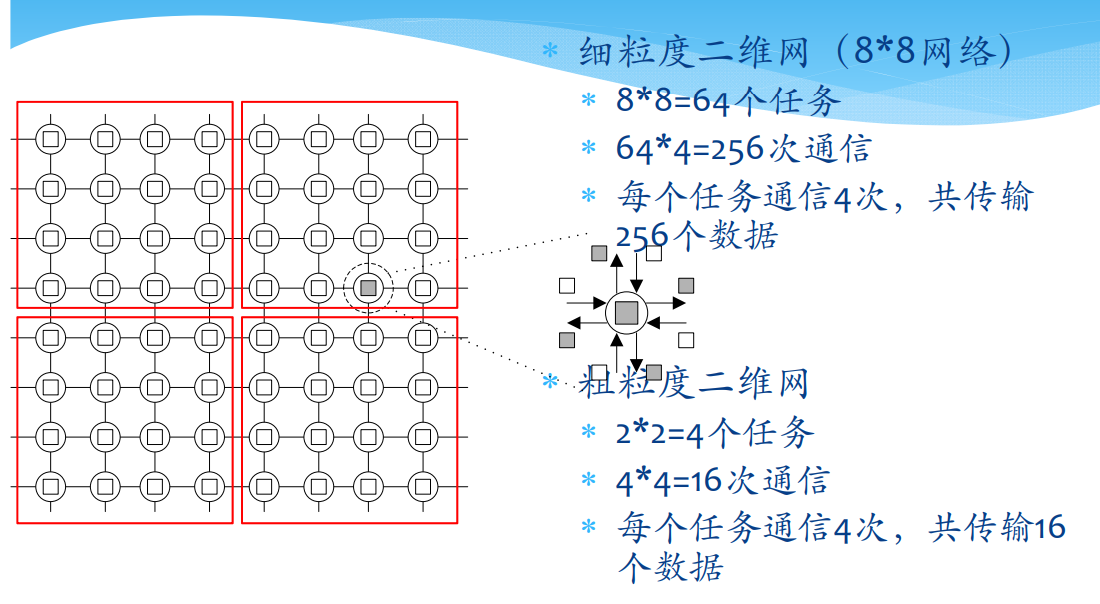 * 细粒度二维网（8*8网络）
* 8*8=64个任务
* 64*4=256次通信
* 每个任务通信4次，共传输
256个数据
* 粗粒度二维网
* 2*2=4个任务
* 4*4=16次通信
* 每个任务通信4次，共传输16
个数据